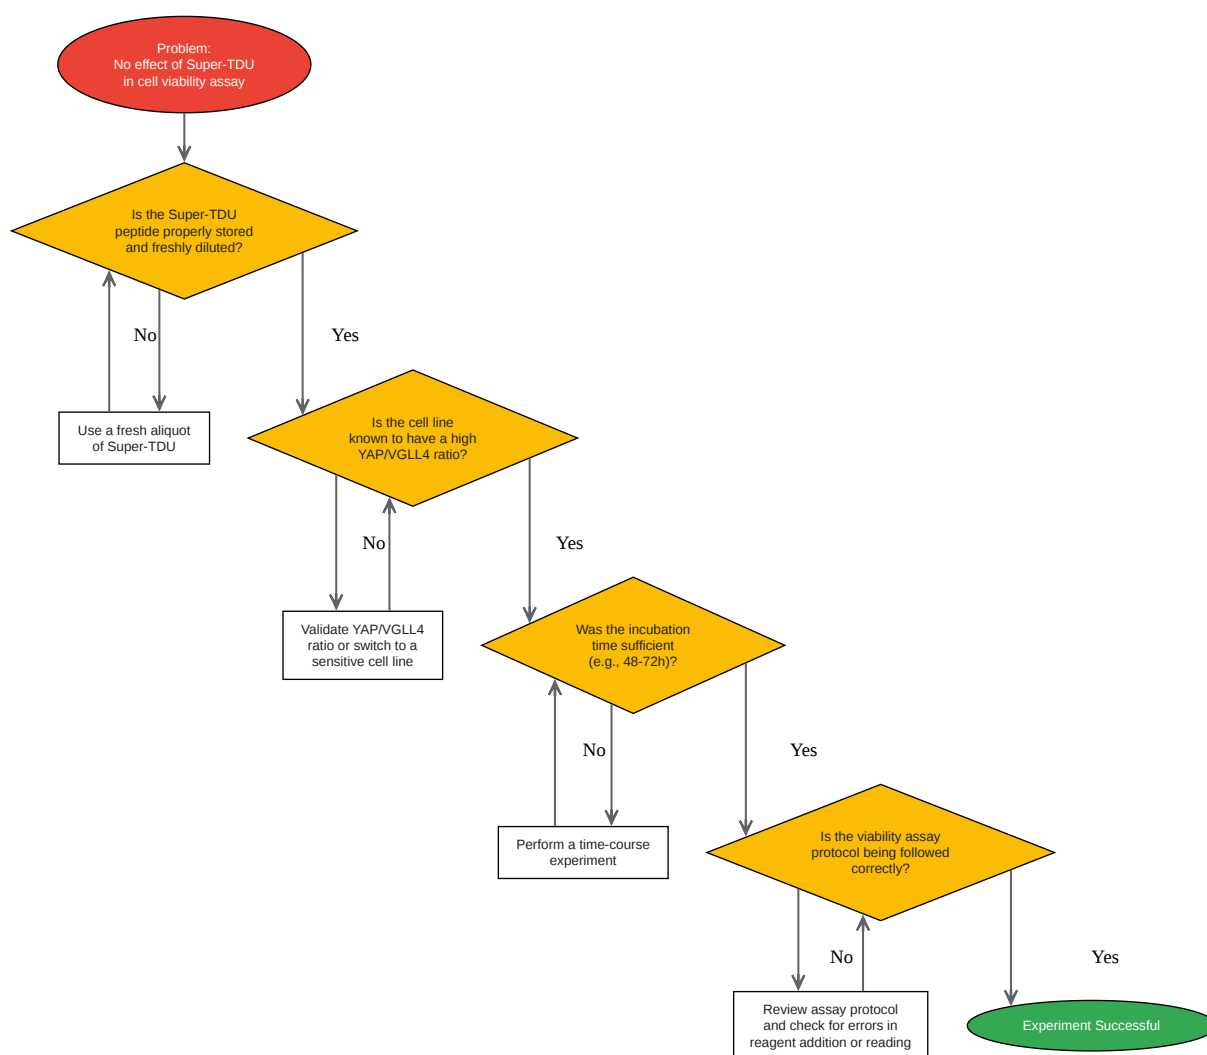 Problem:
No effect of Super-TDU
in cell viability assay
Is the Super-TDU
peptide properly stored
and freshly diluted?
No
Yes
Use a fresh aliquot
of Super-TDU
Is the cell line
known to have a high
YAP/VGLL4 ratio?
No
Yes
Validate YAP/VGLL4
ratio or switch to a
sensitive cell line
Was the incubation
time sufficient
(e.g., 48-72h)?
No
Yes
Perform a time-course
experiment
Is the viability assay
protocol being followed
correctly?
No
Yes
Review assay protocol
and check for errors in
reagent addition or reading
Experiment Successful